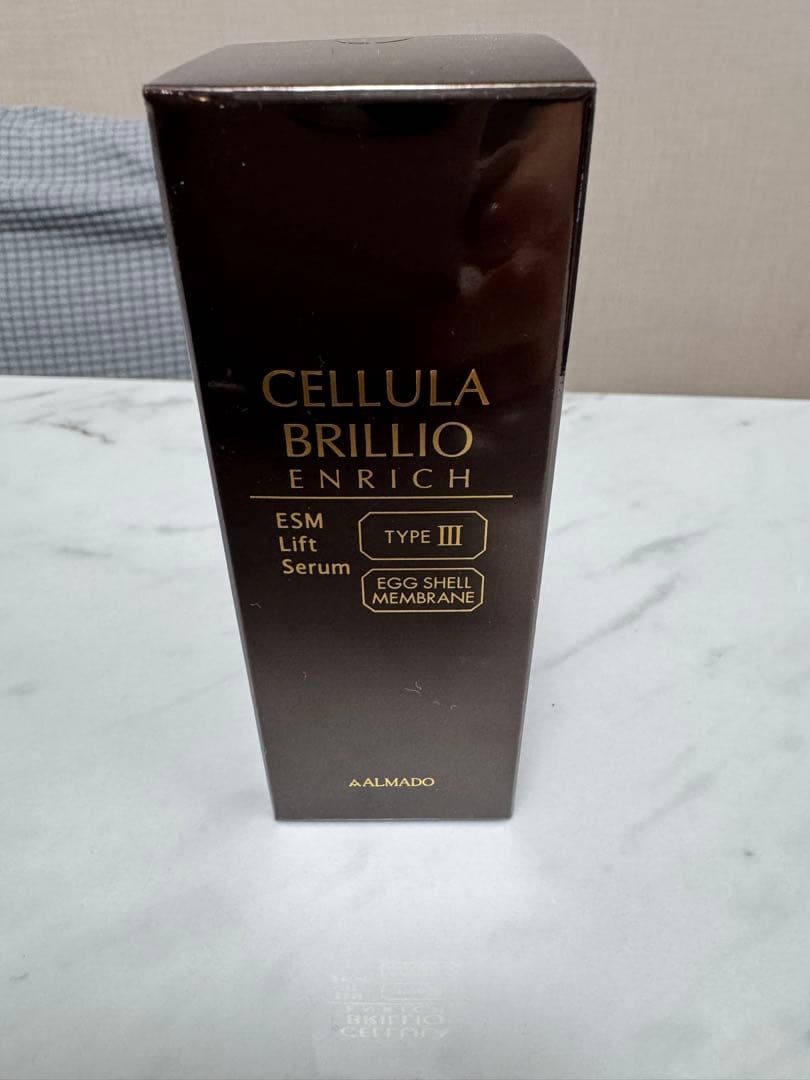 CELLULA
BRILLIO
ENRICH
ESM
Lift
Serum
TYPE III
EGG SHELL
MEMBRANE
ALMADO